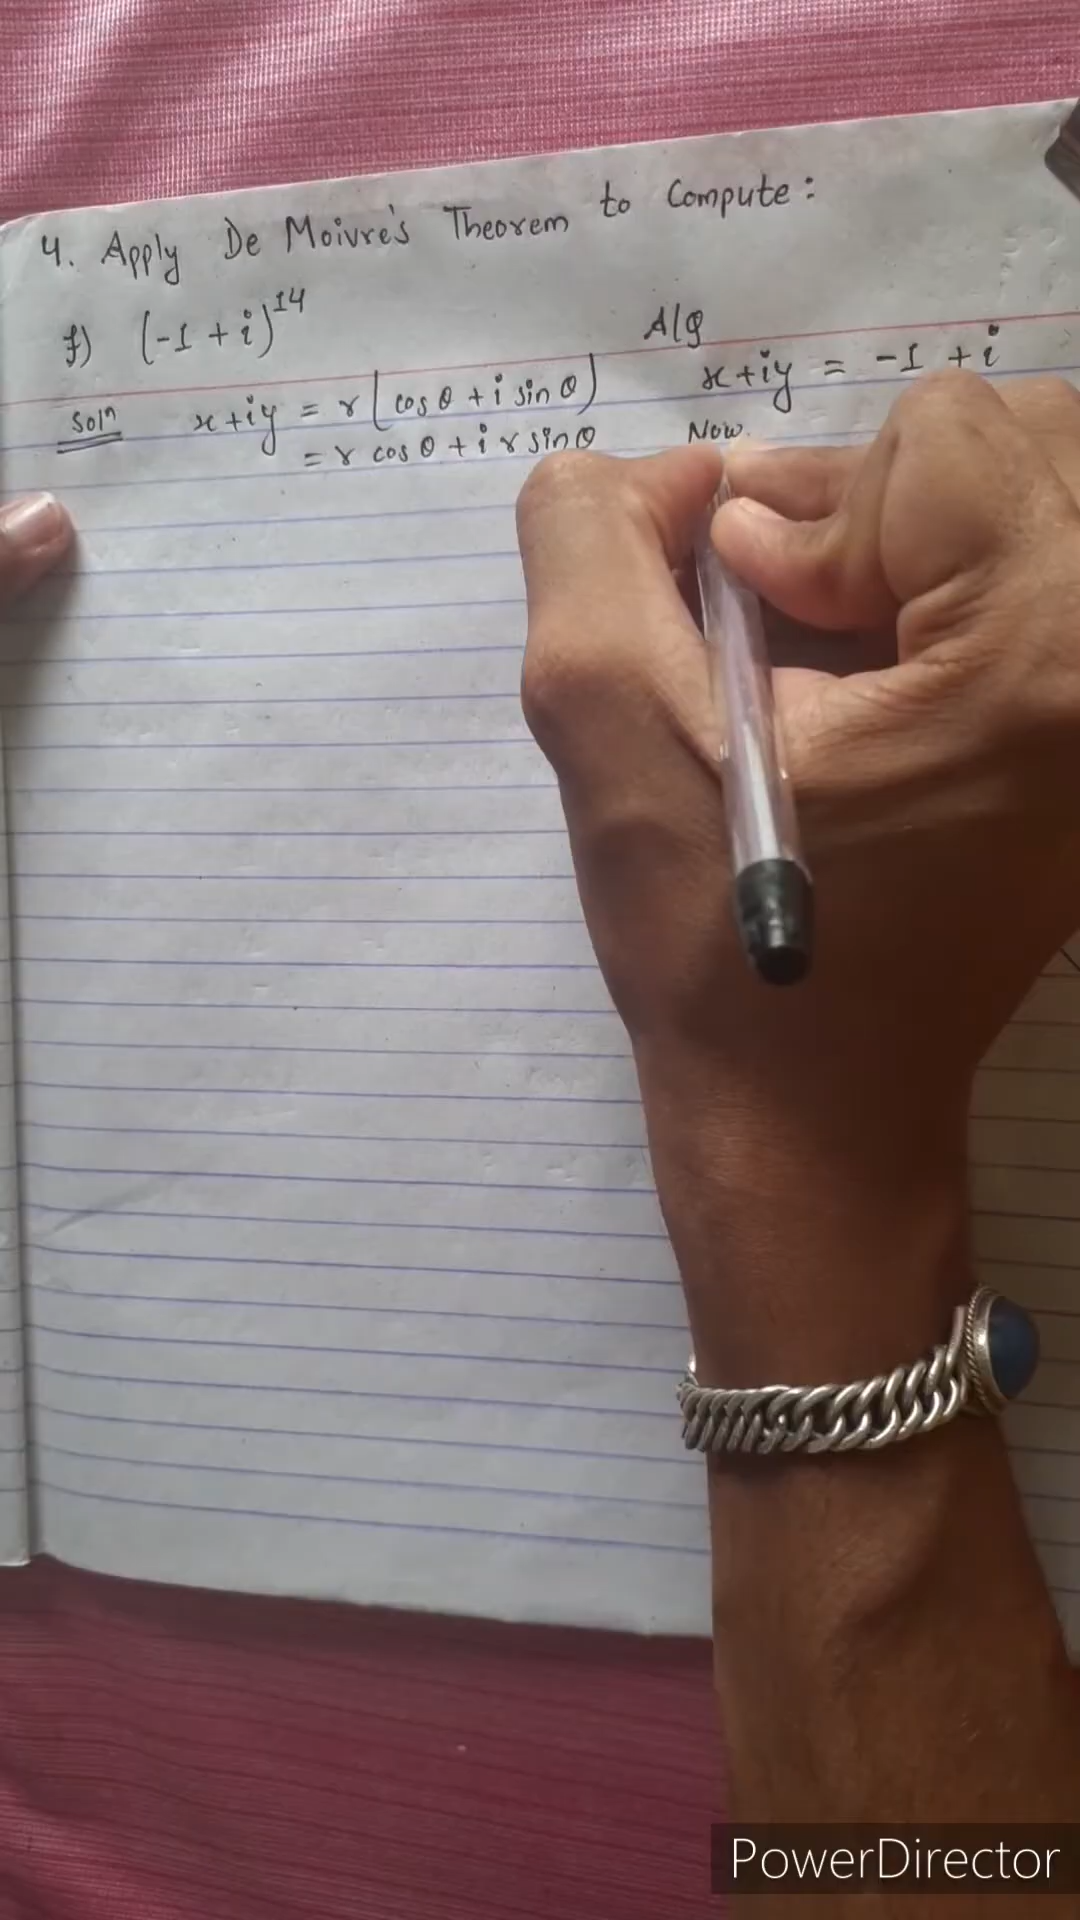 4. Apply De Moivre's Theorem to Compute:
f) (-1 + i)^14
Soln x+iy = r (cos θ + i sin θ)
= r cos θ + i r sin θ
A/Q
x+iy = -1 + i
Now,
PowerDirector